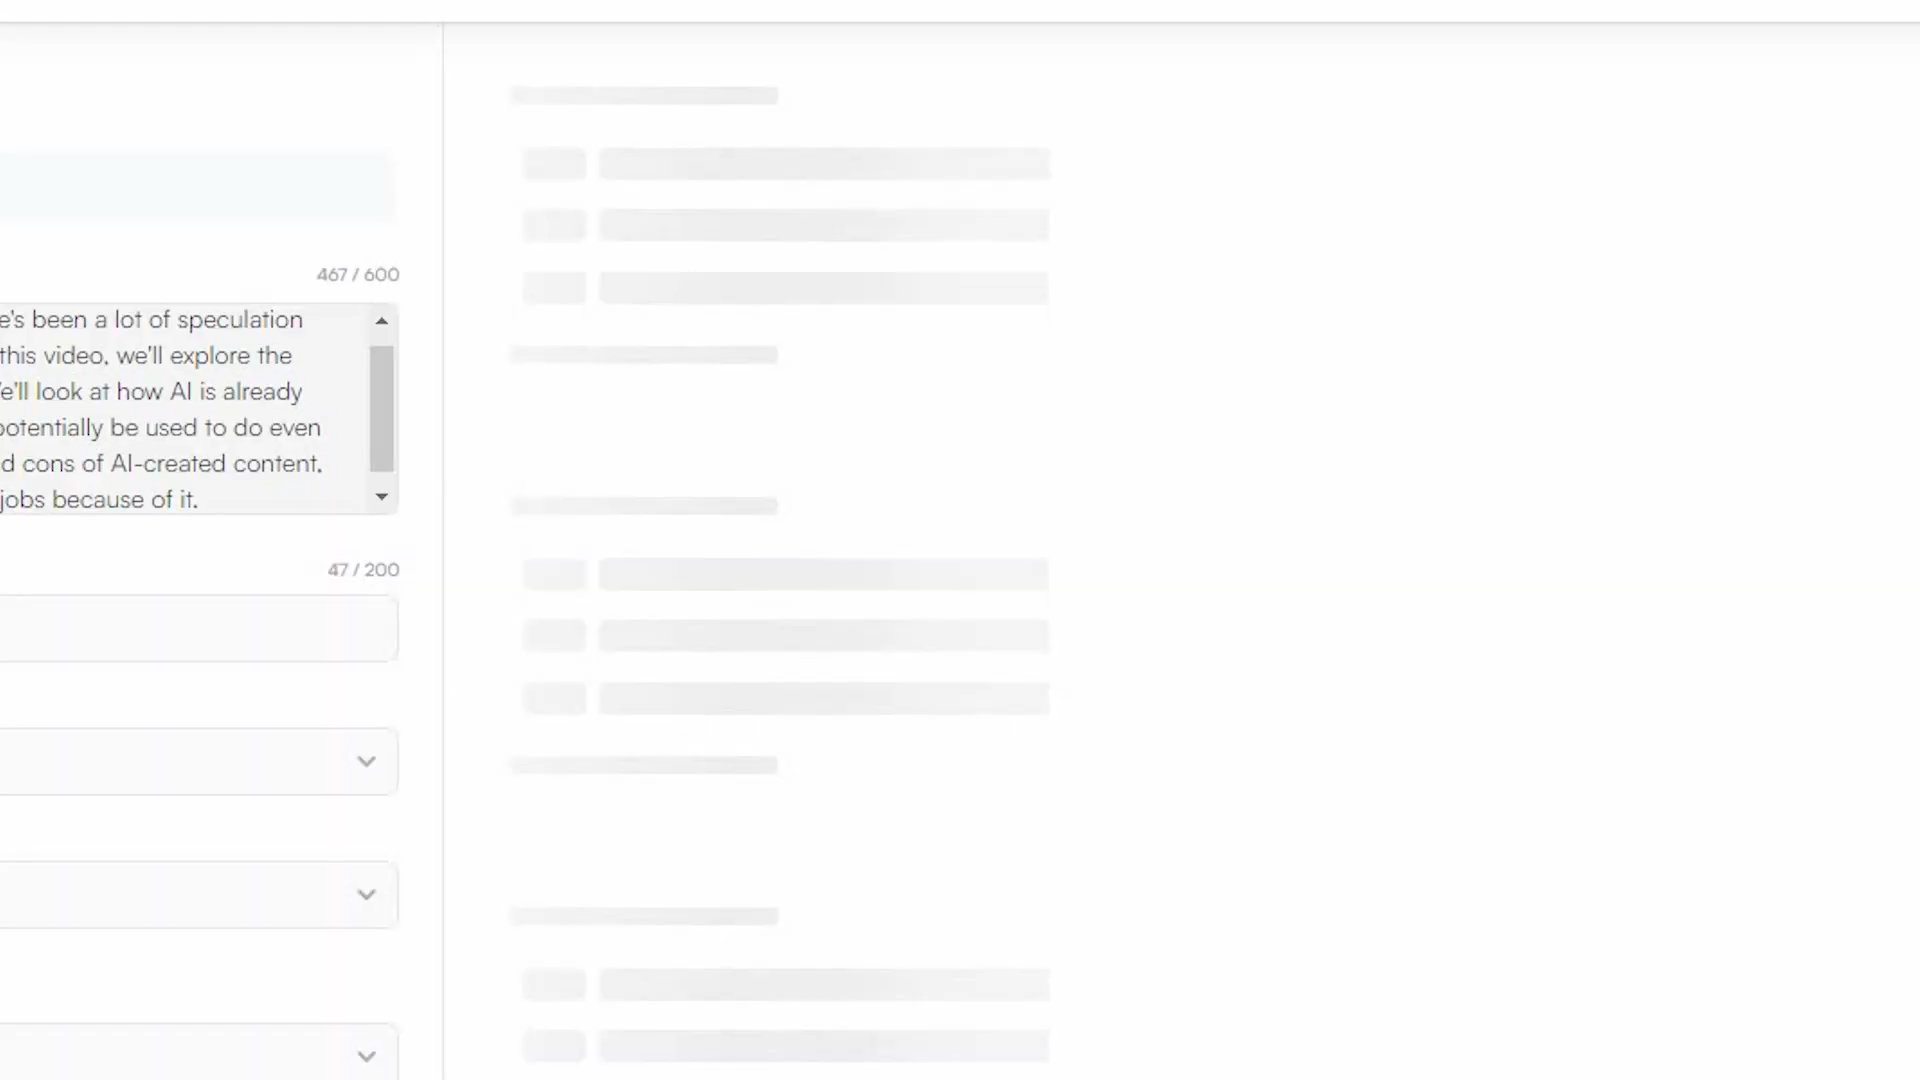 467 / 600
e's been a lot of speculation
this video, we'll explore the
e'll look at how AI is already
potentially be used to do even
d cons of AI-created content,
jobs because of it.
47 / 200